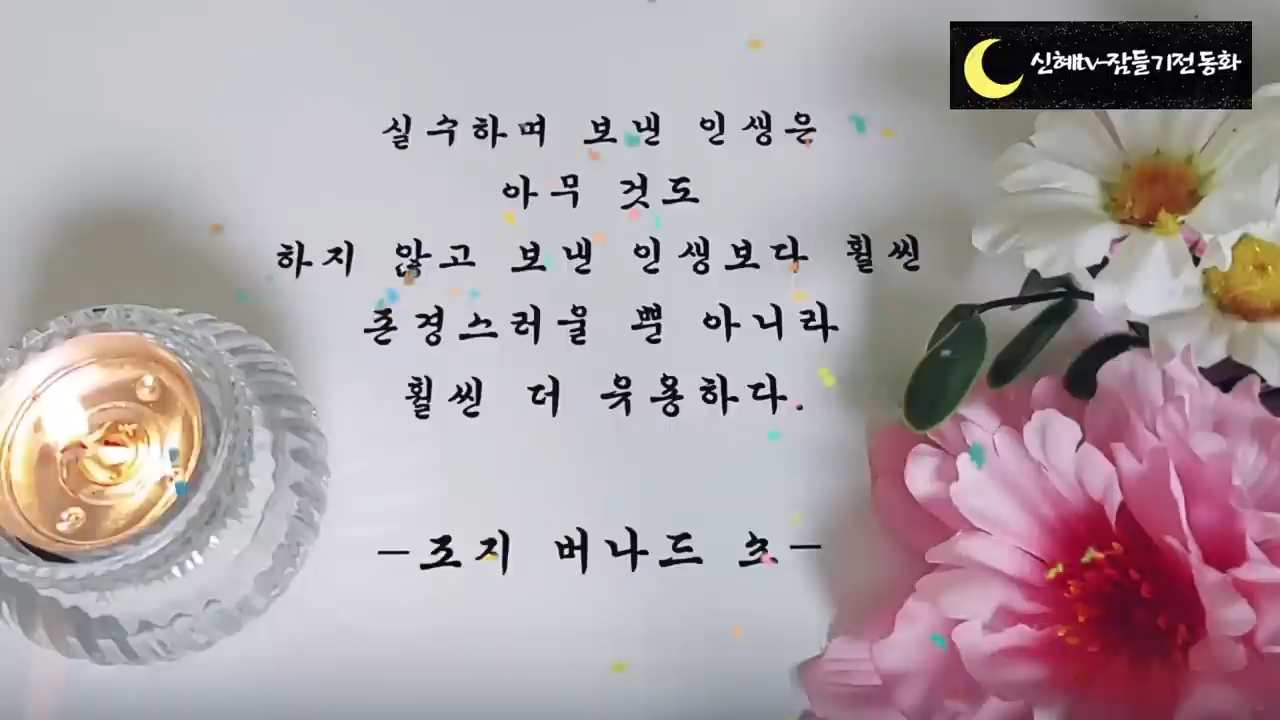 신혜tv-잠들기전 동화
실수하며 보낸 인생은
아무 것도
하지 않고 보낸 인생보다 훨씬
존경스러울 뿐 아니라
훨씬 더 유용하다.
-조지 버나드 쇼-